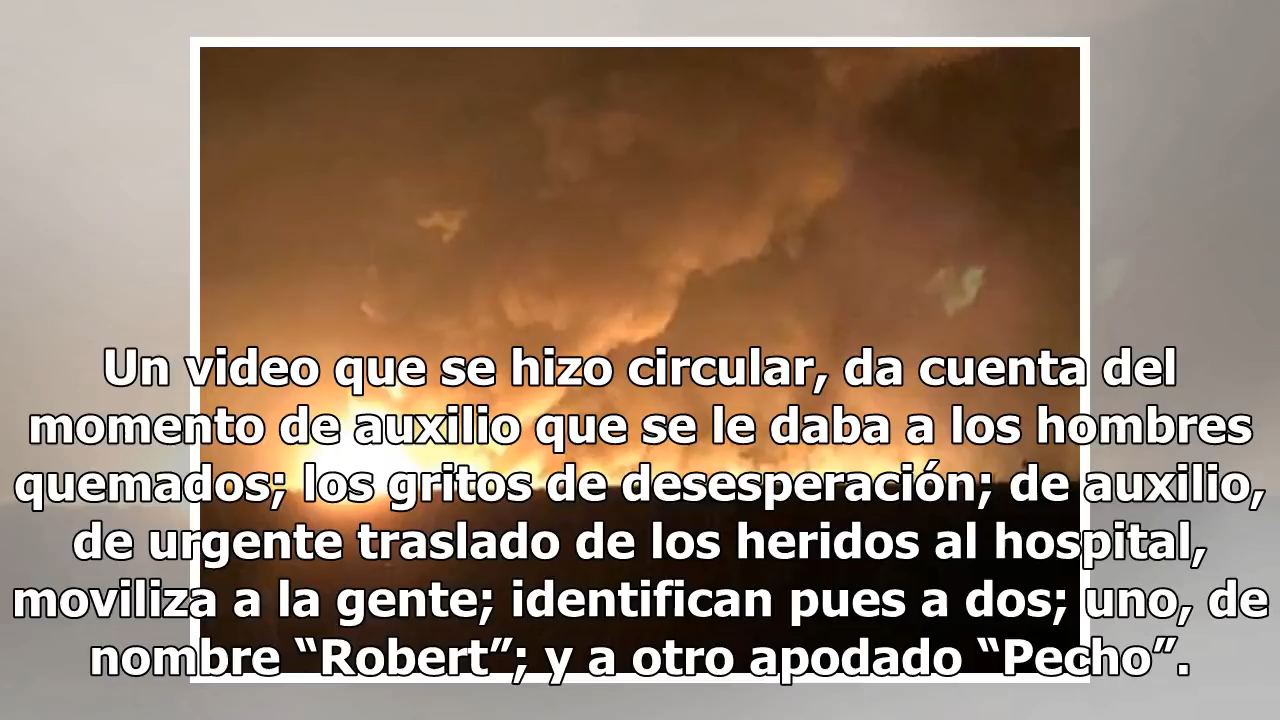 Un video que se hizo circular, da cuenta del
momento de auxilio que se le daba a los hombres
quemados; los gritos de desesperación; de auxilio,
de urgente traslado de los heridos al hospital,
moviliza a la gente; identifican pues a dos; uno, de
nombre “Robert”; y a otro apodado “Pecho”.